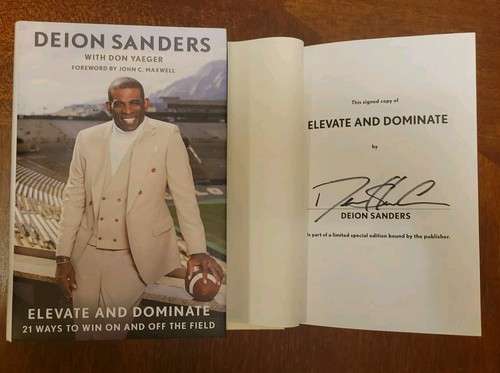 DEION SANDERS
WITH DON YAEGER
FOREWORD BY JOHN C. MAXWELL
ELEVATE AND DOMINATE
21 WAYS TO WIN ON AND OFF THE FIELD
This signed copy of
ELEVATE AND DOMINATE
by
DEION SANDERS
is part of a limited special edition bound by the publisher.